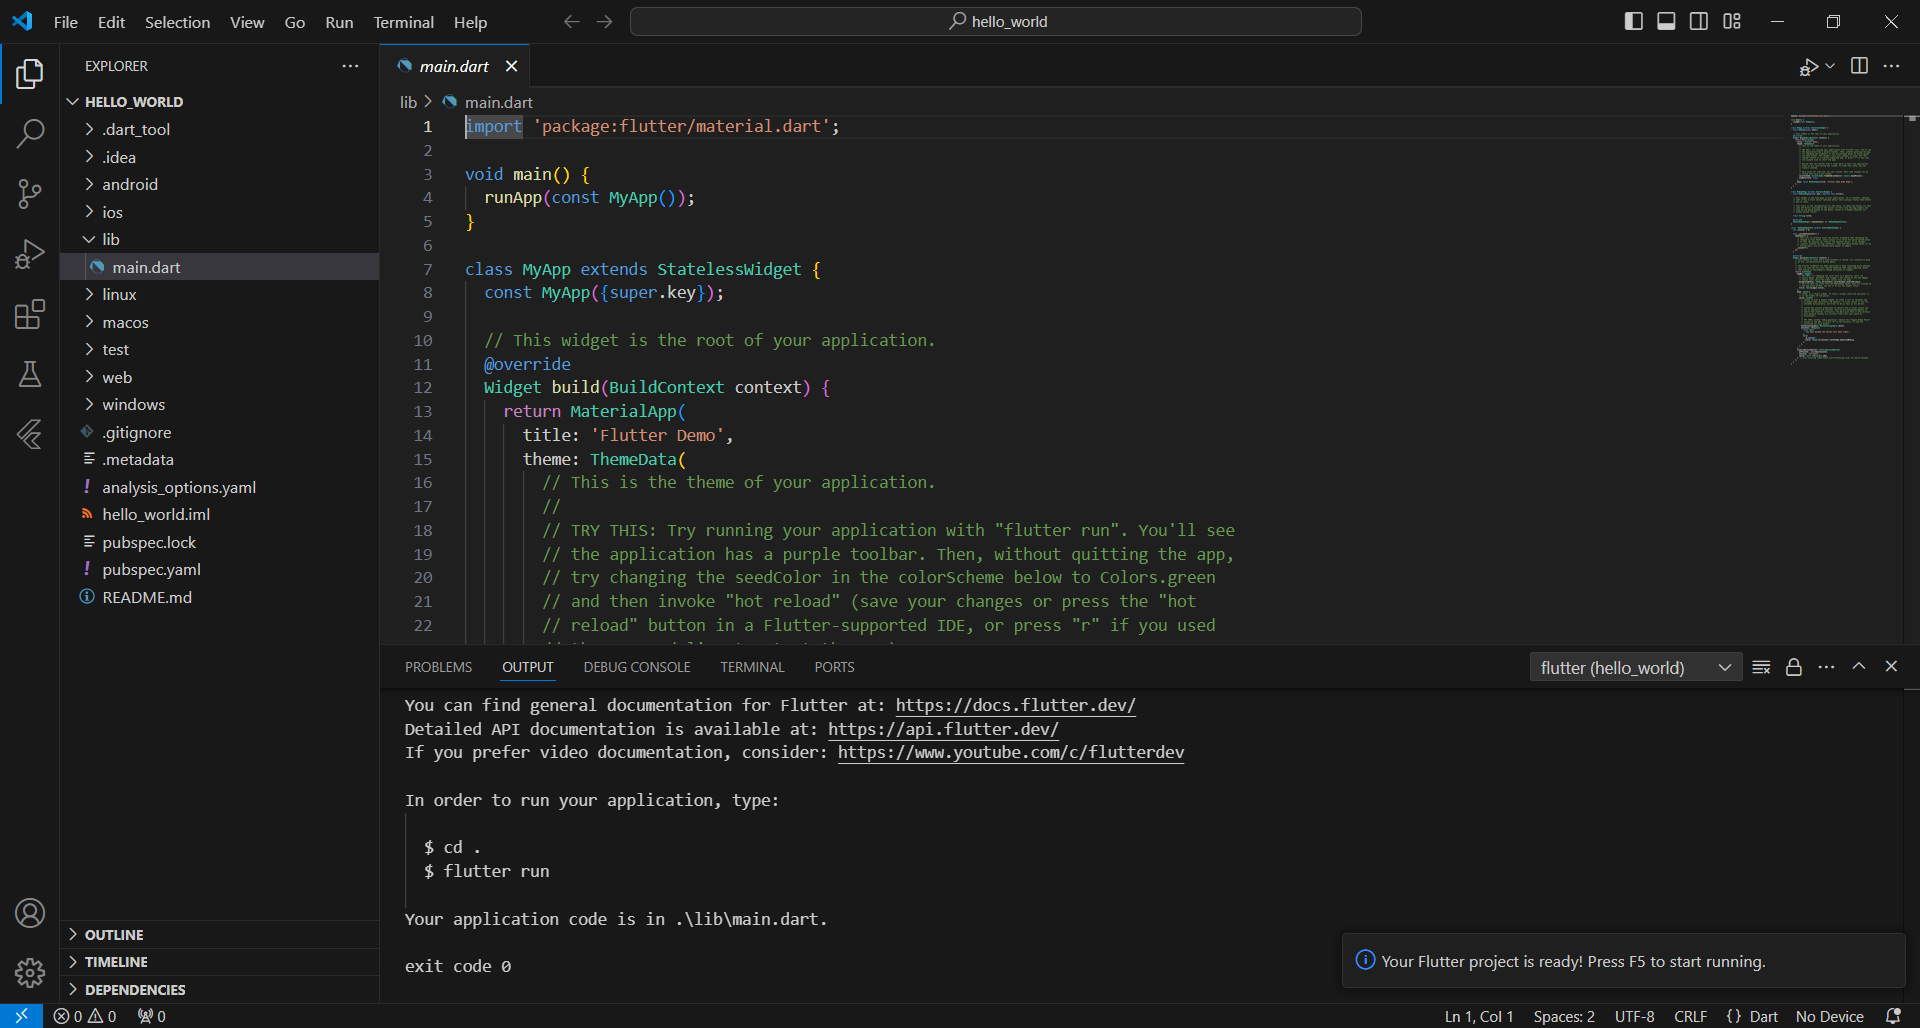 File Edit Selection View Go Run Terminal Help
hello_world
EXPLORER
HELLO_WORLD
.dart_tool
.idea
android
ios
lib
main.dart
linux
macos
test
web
windows
.gitignore
.metadata
analysis_options.yaml
hello_world.iml
pubspec.lock
pubspec.yaml
README.md
OUTLINE
TIMELINE
DEPENDENCIES
main.dart
lib > main.dart
1 import 'package:flutter/material.dart';
2
3 void main() {
4 runApp(const MyApp());
5 }
6
7 class MyApp extends StatelessWidget {
8 const MyApp({super.key});
9
10 // This widget is the root of your application.
11 @override
12 Widget build(BuildContext context) {
13 return MaterialApp(
14 title: 'Flutter Demo',
15 theme: ThemeData(
16 // This is the theme of your application.
17 //
18 // TRY THIS: Try running your application with "flutter run". You'll see
19 // the application has a purple toolbar. Then, without quitting the app,
20 // try changing the seedColor in the colorScheme below to Colors.green
21 // and then invoke "hot reload" (save your changes or press the "hot
22 // reload" button in a Flutter-supported IDE, or press "r" if you used
PROBLEMS OUTPUT DEBUG CONSOLE TERMINAL PORTS
flutter (hello_world)
You can find general documentation for Flutter at: https://docs.flutter.dev/
Detailed API documentation is available at: https://api.flutter.dev/
If you prefer video documentation, consider: https://www.youtube.com/c/flutterdev
In order to run your application, type:
$ cd .
$ flutter run
Your application code is in .\lib\main.dart.
exit code 0
Your Flutter project is ready! Press F5 to start running.
0 0 0
Ln 1, Col 1 Spaces: 2 UTF-8 CRLF {} Dart No Device